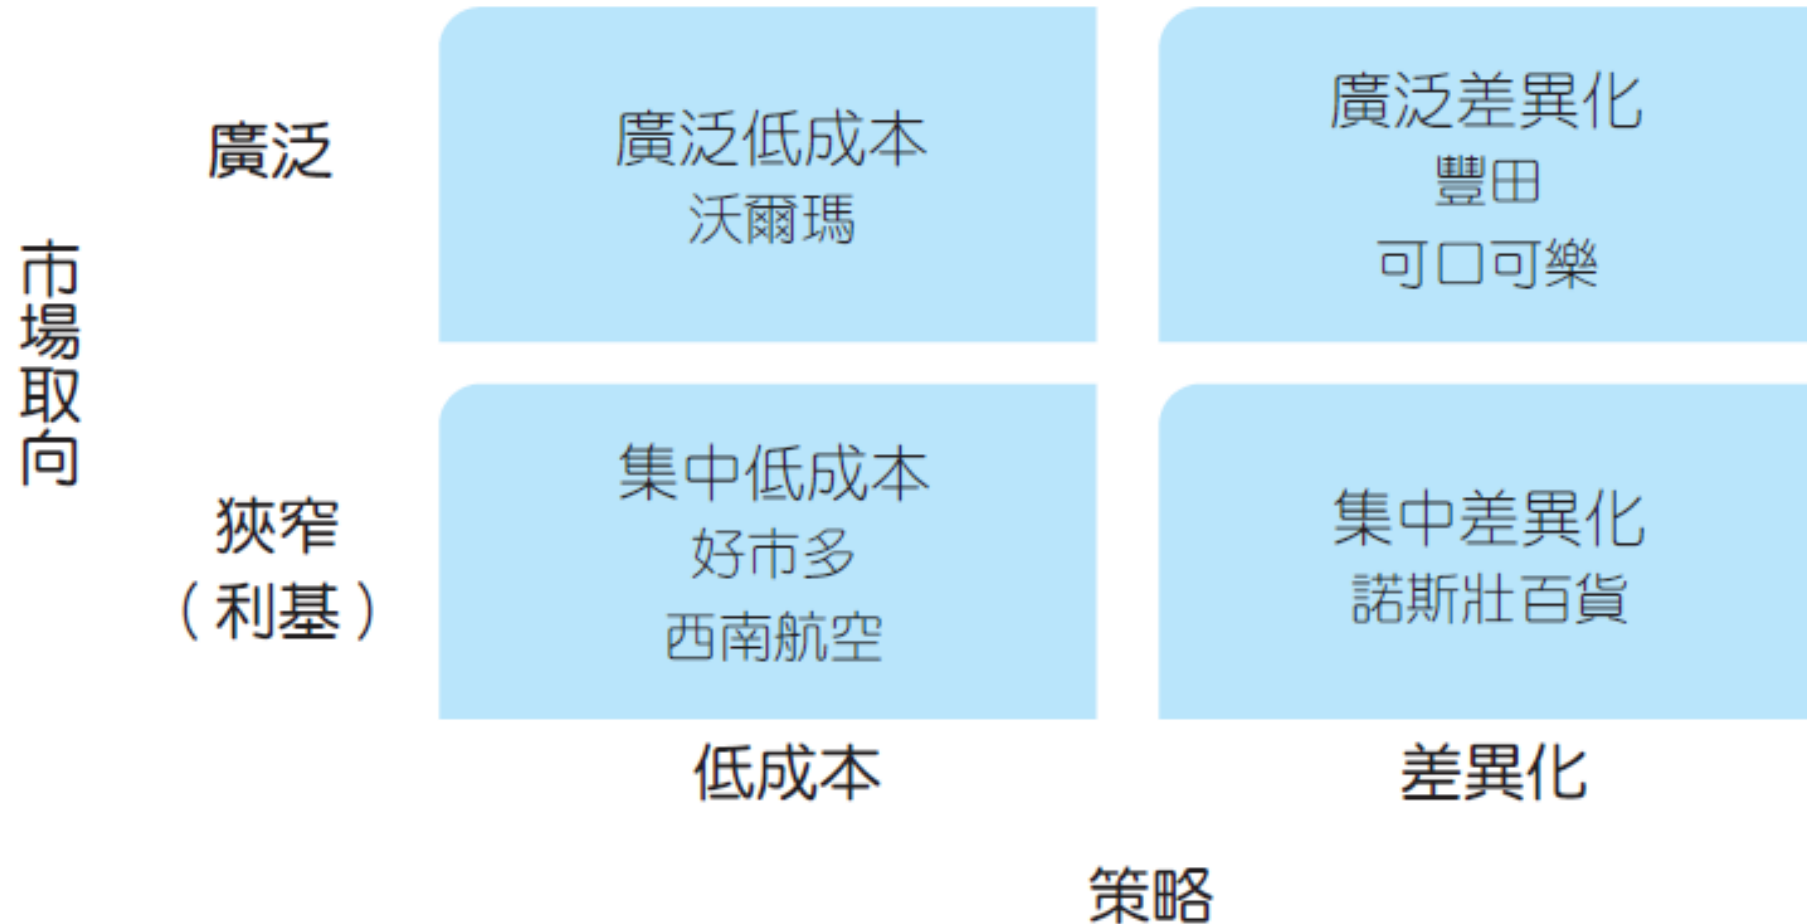 市場取向
廣泛
廣泛低成本
沃爾瑪
廣泛差異化
豐田
可口可樂
狹窄
（利基）
集中低成本
好市多
西南航空
集中差異化
諾斯壯百貨
低成本
差異化
策略